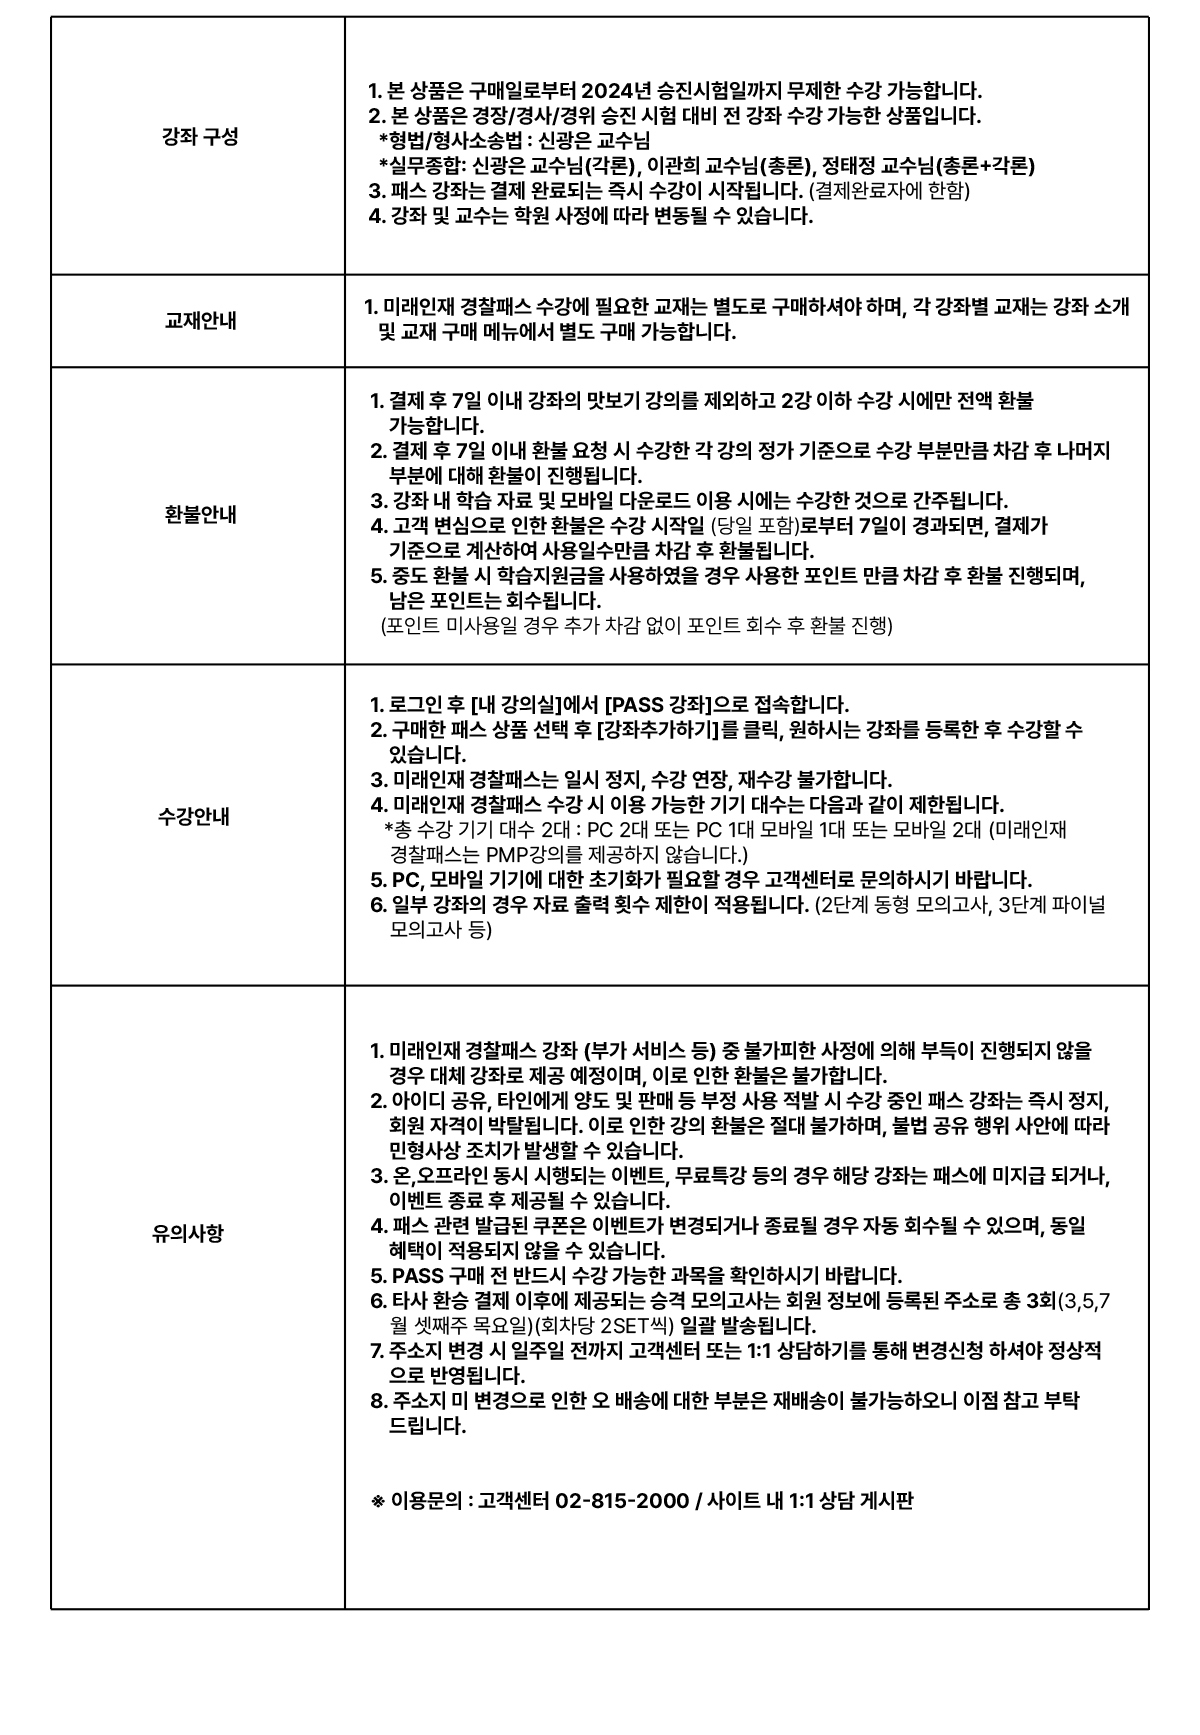 강좌 구성
1. 본 상품은 구매일로부터 2024년 승진시험일까지 무제한 수강 가능합니다.
2. 본 상품은 경장/경사/경위 승진 시험 대비 전 강좌 수강 가능한 상품입니다.
*형법/형사소송법 : 신광은 교수님
*실무종합: 신광은 교수님(각론), 이관희 교수님(총론), 정태정 교수님(총론+각론)
3. 패스 강좌는 결제 완료되는 즉시 수강이 시작됩니다. (결제완료자에 한함)
4. 강좌 및 교수는 학원 사정에 따라 변동될 수 있습니다.
교재안내
1. 미래인재 경찰패스 수강에 필요한 교재는 별도로 구매하셔야 하며, 각 강좌별 교재는 강좌 소개
및 교재 구매 메뉴에서 별도 구매 가능합니다.
환불안내
1. 결제 후 7일 이내 강좌의 맛보기 강의를 제외하고 2강 이하 수강 시에만 전액 환불
가능합니다.
2. 결제 후 7일 이내 환불 요청 시 수강한 각 강의 정가 기준으로 수강 부분만큼 차감 후 나머지
부분에 대해 환불이 진행됩니다.
3. 강좌 내 학습 자료 및 모바일 다운로드 이용 시에는 수강한 것으로 간주됩니다.
4. 고객 변심으로 인한 환불은 수강 시작일 (당일 포함)로부터 7일이 경과되면, 결제가
기준으로 계산하여 사용일수만큼 차감 후 환불됩니다.
5. 중도 환불 시 학습지원금을 사용하였을 경우 사용한 포인트 만큼 차감 후 환불 진행되며,
남은 포인트는 회수됩니다.
(포인트 미사용일 경우 추가 차감 없이 포인트 회수 후 환불 진행)
수강안내
1. 로그인 후 [내 강의실]에서 [PASS 강좌]으로 접속합니다.
2. 구매한 패스 상품 선택 후 [강좌추가하기]를 클릭, 원하시는 강좌를 등록한 후 수강할 수
있습니다.
3. 미래인재 경찰패스는 일시 정지, 수강 연장, 재수강 불가합니다.
4. 미래인재 경찰패스 수강 시 이용 가능한 기기 대수는 다음과 같이 제한됩니다.
*총 수강 기기 대수 2대 : PC 2대 또는 PC 1대 모바일 1대 또는 모바일 2대 (미래인재
경찰패스는 PMP강의를 제공하지 않습니다.)
5. PC, 모바일 기기에 대한 초기화가 필요할 경우 고객센터로 문의하시기 바랍니다.
6. 일부 강좌의 경우 자료 출력 횟수 제한이 적용됩니다. (2단계 동형 모의고사, 3단계 파이널
모의고사 등)
유의사항
1. 미래인재 경찰패스 강좌 (부가 서비스 등) 중 불가피한 사정에 의해 부득이 진행되지 않을
경우 대체 강좌로 제공 예정이며, 이로 인한 환불은 불가합니다.
2. 아이디 공유, 타인에게 양도 및 판매 등 부정 사용 적발 시 수강 중인 패스 강좌는 즉시 정지,
회원 자격이 박탈됩니다. 이로 인한 강의 환불은 절대 불가하며, 불법 공유 행위 사안에 따라
민형사상 조치가 발생할 수 있습니다.
3. 온,오프라인 동시 시행되는 이벤트, 무료특강 등의 경우 해당 강좌는 패스에 미지급 되거나,
이벤트 종료 후 제공될 수 있습니다.
4. 패스 관련 발급된 쿠폰은 이벤트가 변경되거나 종료될 경우 자동 회수될 수 있으며, 동일
혜택이 적용되지 않을 수 있습니다.
5. PASS 구매 전 반드시 수강 가능한 과목을 확인하시기 바랍니다.
6. 타사 환승 결제 이후에 제공되는 승격 모의고사는 회원 정보에 등록된 주소로 총 3회(3,5,7
월 셋째주 목요일)(회차당 2SET씩) 일괄 발송됩니다.
7. 주소지 변경 시 일주일 전까지 고객센터 또는 1:1 상담하기를 통해 변경신청 하셔야 정상적
으로 반영됩니다.
8. 주소지 미 변경으로 인한 오 배송에 대한 부분은 재배송이 불가능하오니 이점 참고 부탁
드립니다.
※ 이용문의 : 고객센터 02-815-2000 / 사이트 내 1:1 상담 게시판